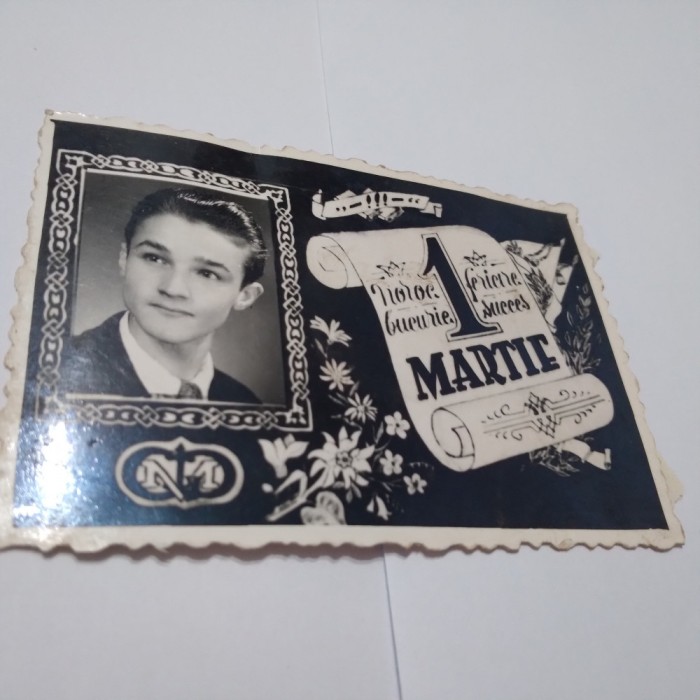 Noroc 1 fericire
bucurie succes
MARTIE